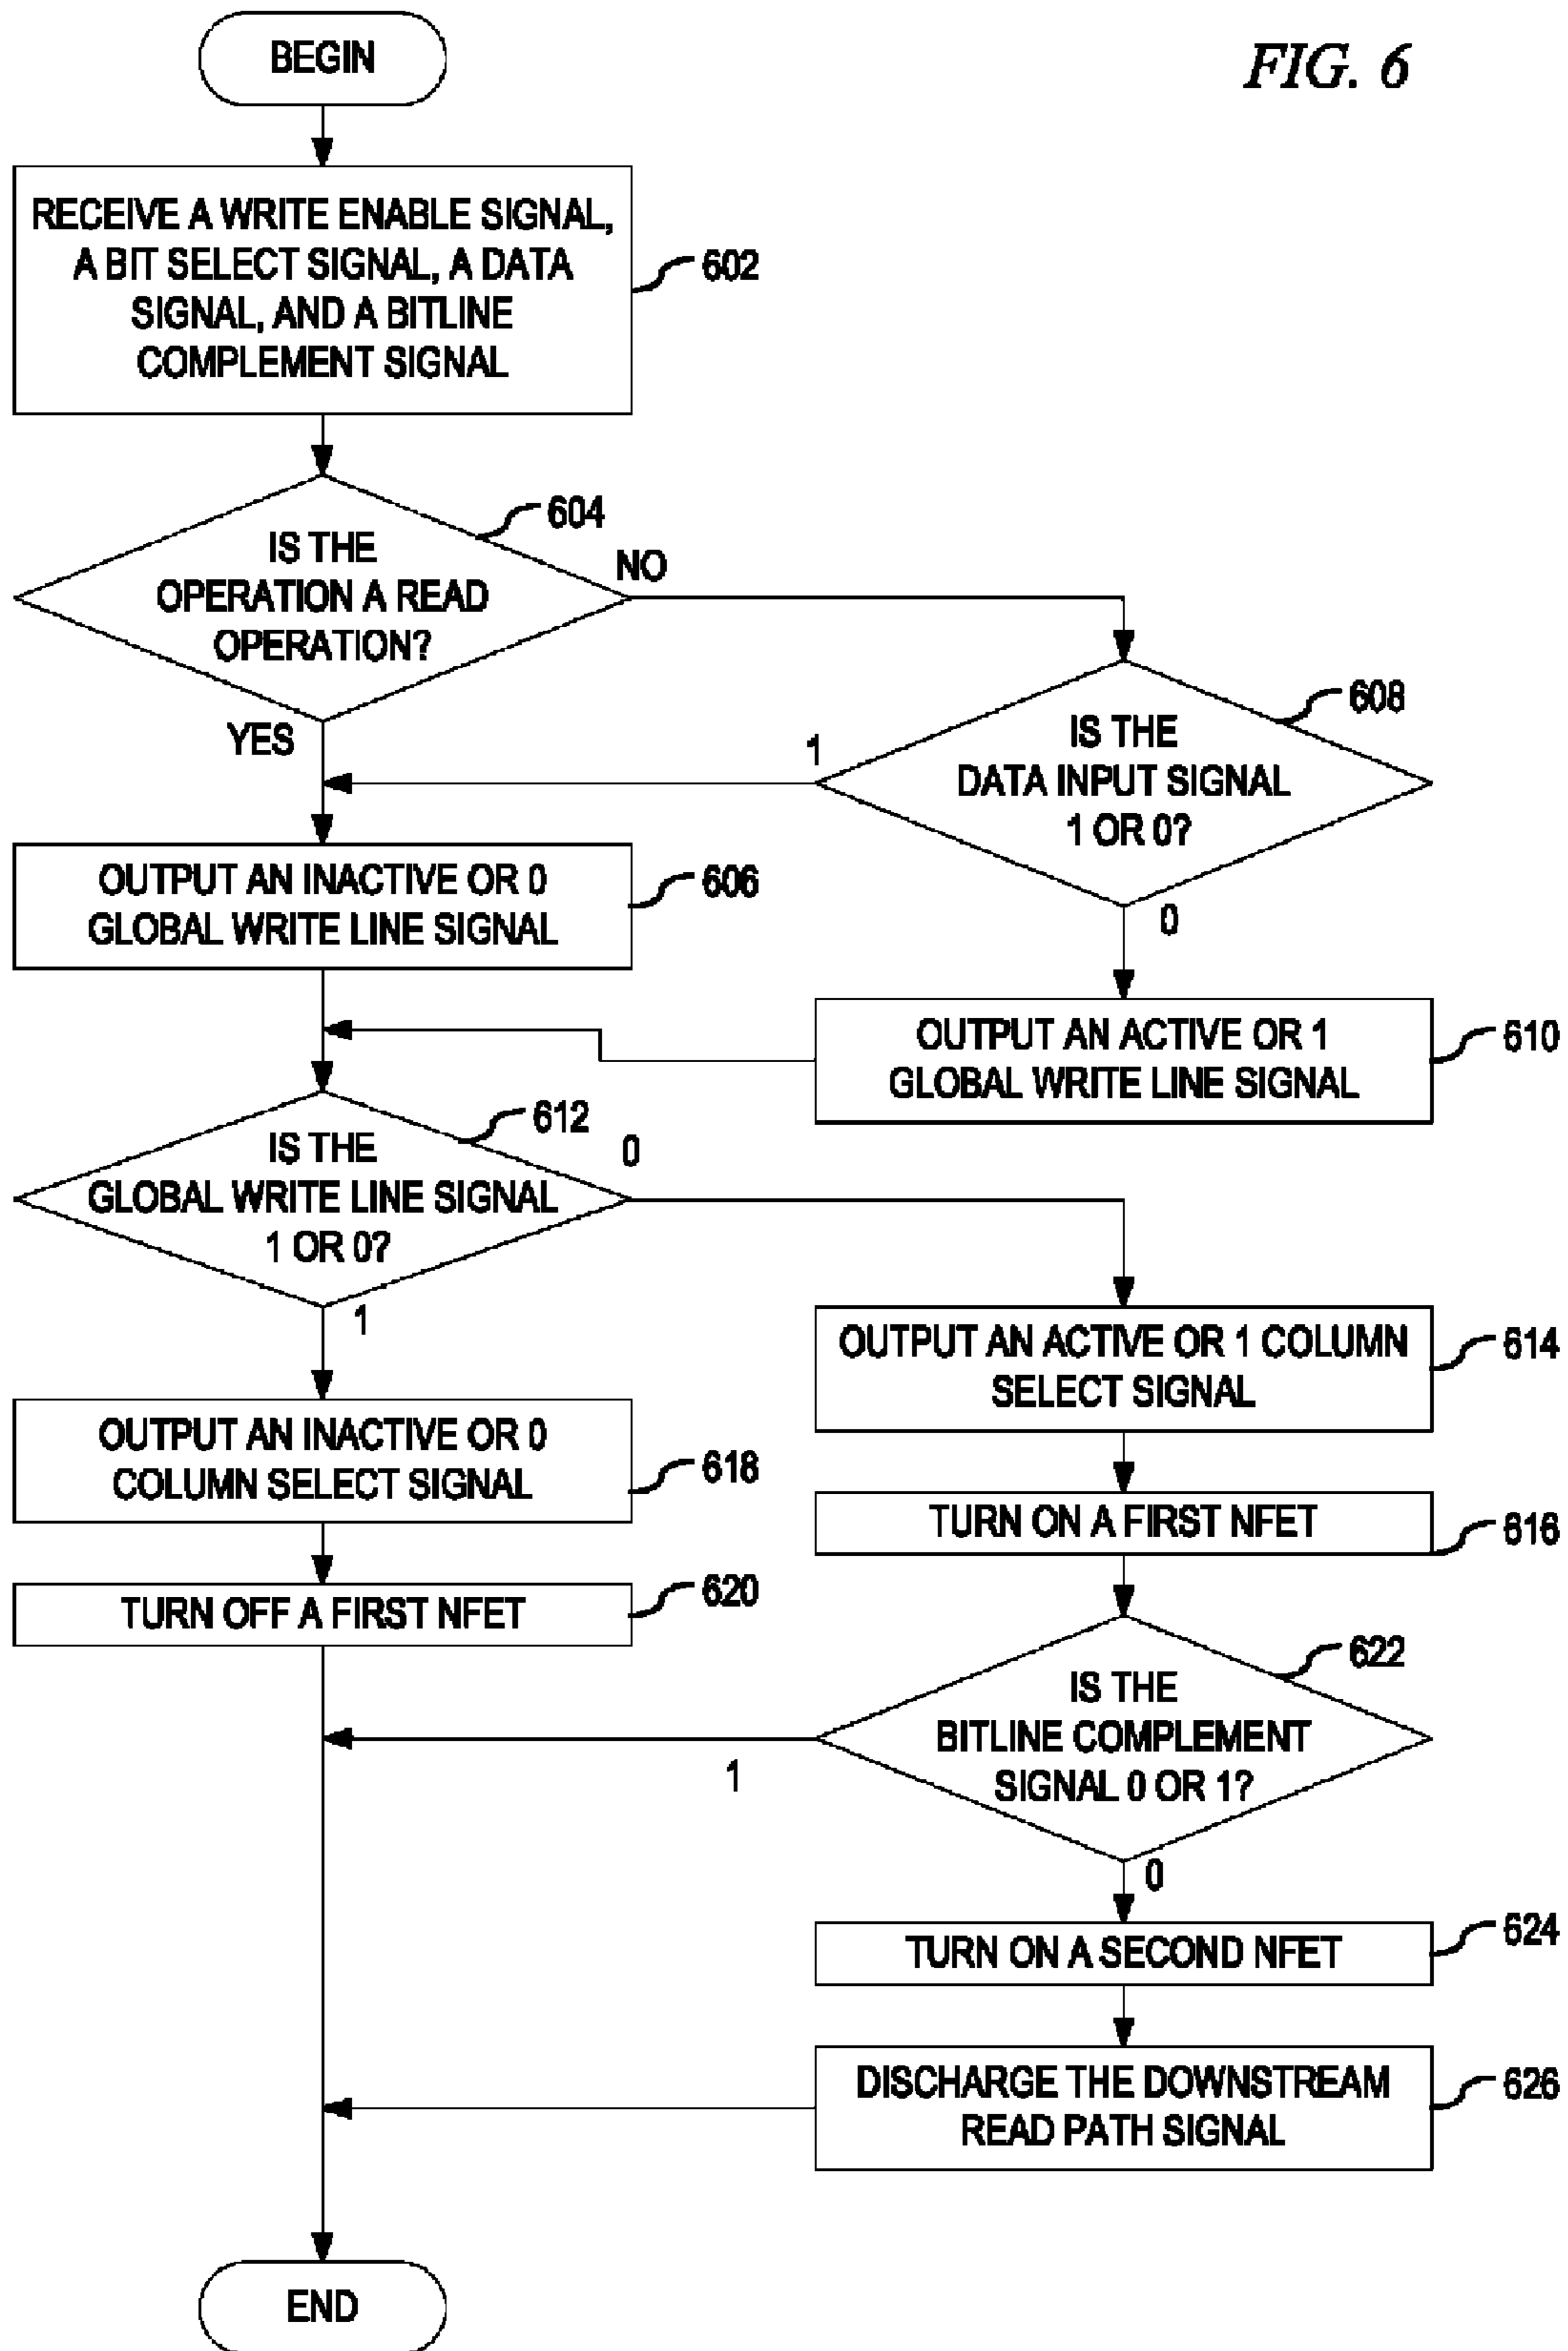 FIG. 6
BEGIN
RECEIVE A WRITE ENABLE SIGNAL,
A BIT SELECT SIGNAL, A DATA
SIGNAL, AND A BITLINE
COMPLEMENT SIGNAL
602
604
IS THE
OPERATION A READ
OPERATION?
NO
YES
608
IS THE
DATA INPUT SIGNAL
1 OR 0?
1
0
OUTPUT AN INACTIVE OR 0
GLOBAL WRITE LINE SIGNAL
606
OUTPUT AN ACTIVE OR 1
GLOBAL WRITE LINE SIGNAL
610
612
IS THE
GLOBAL WRITE LINE SIGNAL
1 OR 0?
0
1
OUTPUT AN ACTIVE OR 1 COLUMN
SELECT SIGNAL
614
OUTPUT AN INACTIVE OR 0
COLUMN SELECT SIGNAL
618
TURN ON A FIRST NFET
616
TURN OFF A FIRST NFET
620
622
IS THE
BITLINE COMPLEMENT
SIGNAL 0 OR 1?
1
0
TURN ON A SECOND NFET
624
DISCHARGE THE DOWNSTREAM
READ PATH SIGNAL
626
END